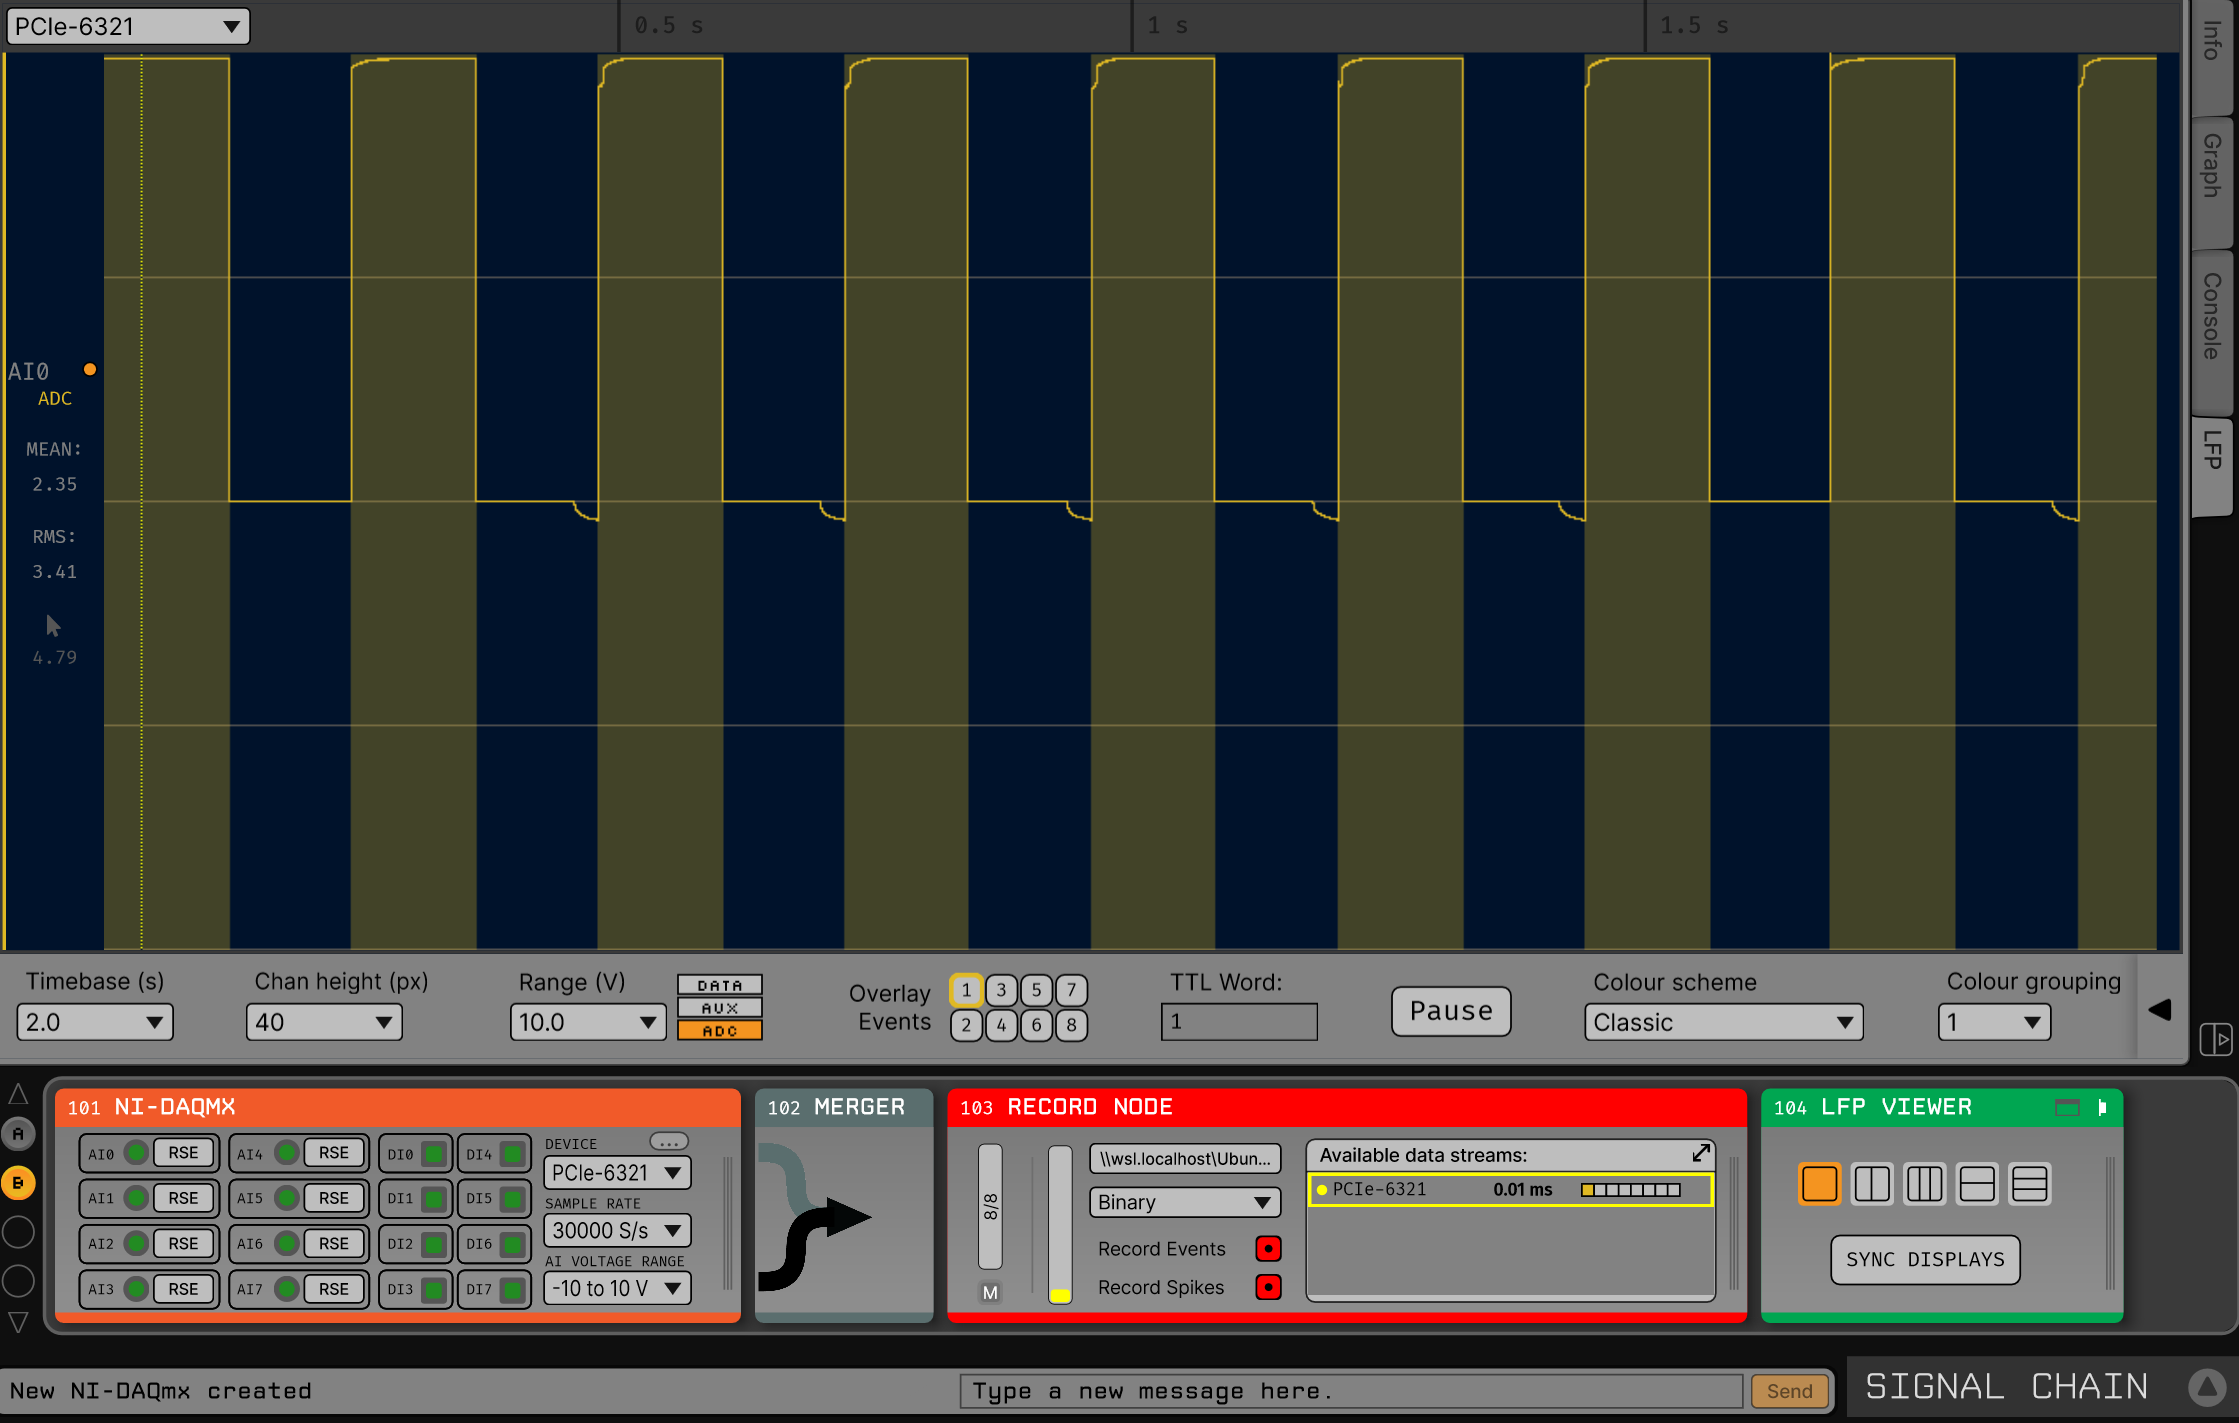 PCIe-6321
0.5 s
1 s
1.5 s
Info
Graph
Console
LFP
AI0
ADC
MEAN:
2.35
RMS:
3.41
4.79
Timebase (s)
2.0
Chan height (px)
40
Range (V)
10.0
DATA
AUX
ADC
Overlay
Events
1 3 5 7
2 4 6 8
TTL Word:
1
Pause
Colour scheme
Classic
Colour grouping
1
A
B
101 NI-DAQMX
AI0 RSE AI4 RSE DI0 DI4
AI1 RSE AI5 RSE DI1 DI5
AI2 RSE AI6 RSE DI2 DI6
AI3 RSE AI7 RSE DI3 DI7
DEVICE ...
PCIe-6321
SAMPLE RATE
30000 S/s
AI VOLTAGE RANGE
-10 to 10 V
102 MERGER
103 RECORD NODE
8/8
M
\\wsl.localhost\Ubun...
Binary
Record Events
Record Spikes
Available data streams:
PCIe-6321 0.01 ms
104 LFP VIEWER
SYNC DISPLAYS
New NI-DAQmx created
Type a new message here.
Send
SIGNAL CHAIN